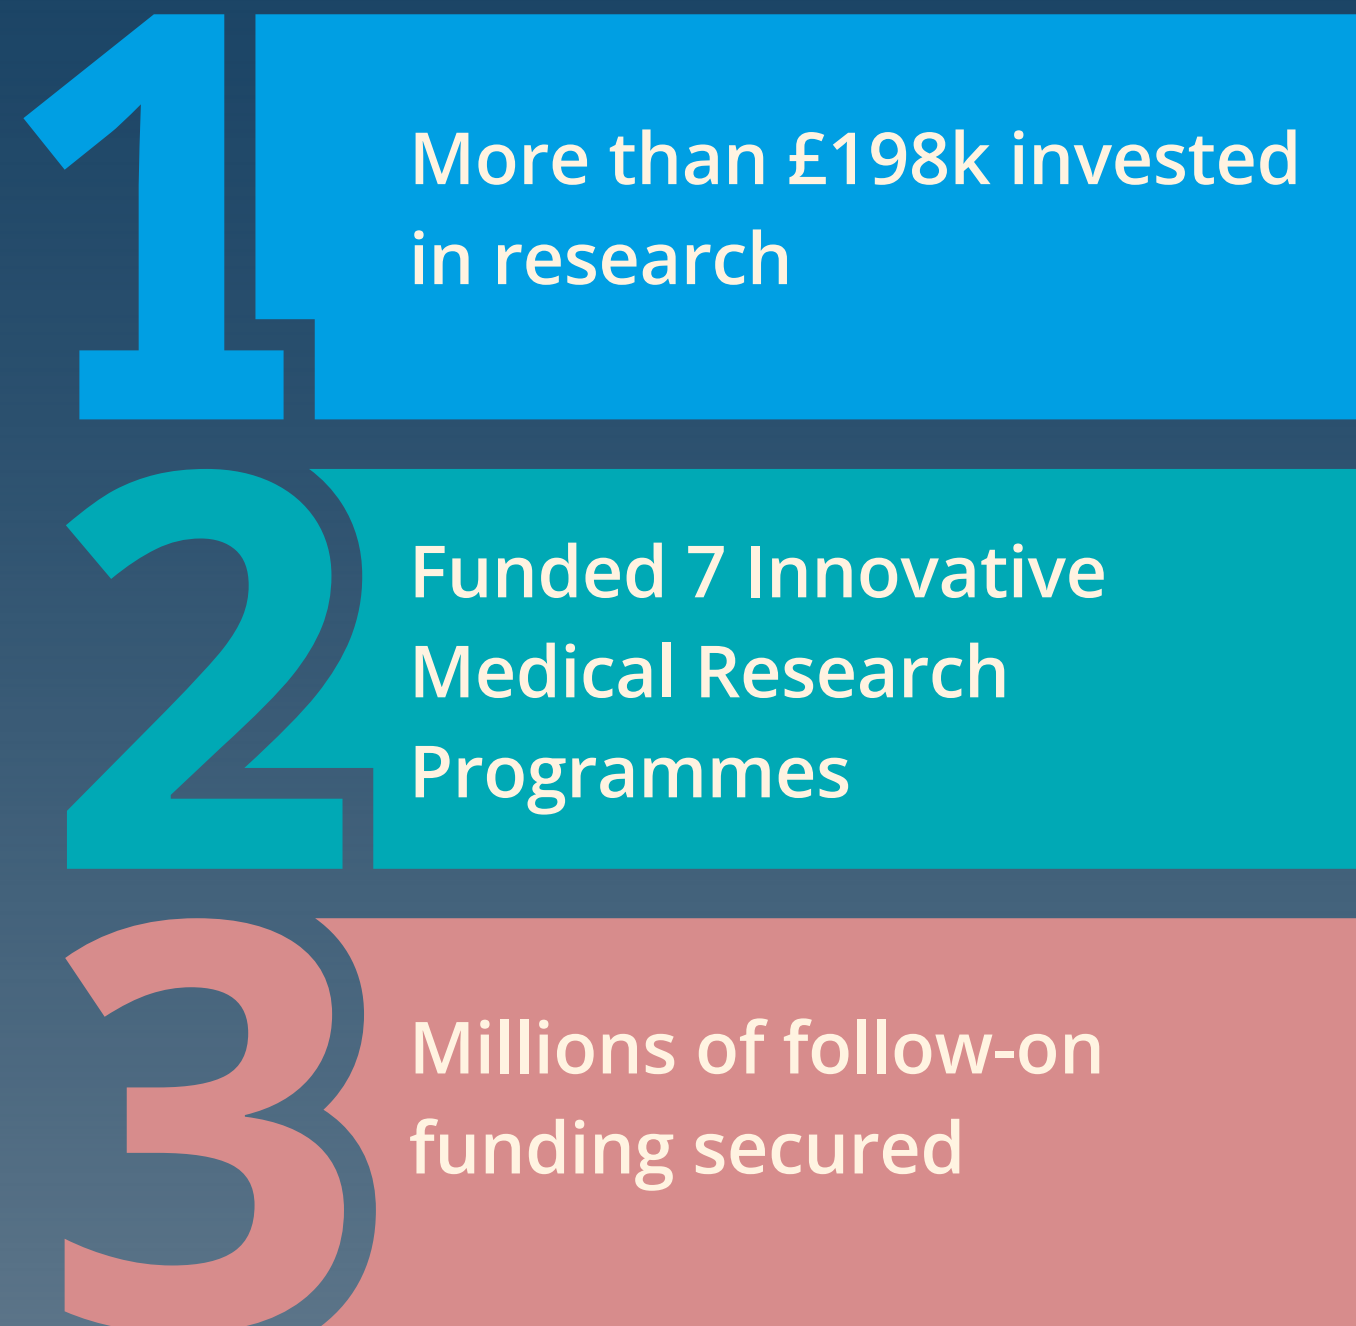 1
More than £198k invested
in research
2
Funded 7 Innovative
Medical Research
Programmes
3
Millions of follow-on
funding secured